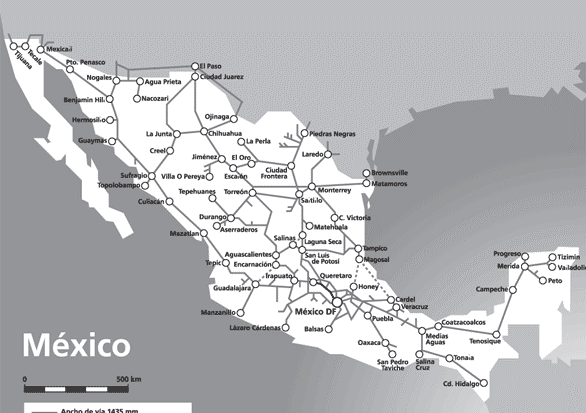 Tijuana
Tecate
Mexicali
Pto. Penasco
El Paso
Ciudad Juarez
Nogales
Agua Prieta
Benjamin Hill
Nacozari
Hermosillo
Ojinaga
Guaymas
La Junta
Chihuahua
La Perla
Piedras Negras
Creel
Jiménez
El Oro
Laredo
Sufragio
Villa O Pereya
Escalón
Ciudad
Frontera
Brownsville
Topolobampo
Tepehuanes
Torreón
Monterrey
Matamoros
Culiacán
Saltillo
Durango
Aserraderos
C. Victoria
Mazatlan
Matehuala
Salinas
Laguna Seca
Tampico
Aguascalientes
San Luis
de Potosí
Magosal
Tepic
Encarnación
Progreso
Tizimin
Merida
Valladolid
Guadalajara
Irapuato
Queretaro
Honey
Peto
Campeche
Manzanillo
México DF
Cardel
Veracruz
Lázaro Cárdenas
Balsas
Puebla
Coatzacoalcos
Medias
Aguas
Tenosique
Oaxaca
México
San Pedro
Taviche
Salina
Cruz
Tonala
Cd. Hidalgo
0 500 km
Ancho de vía 1435 mm